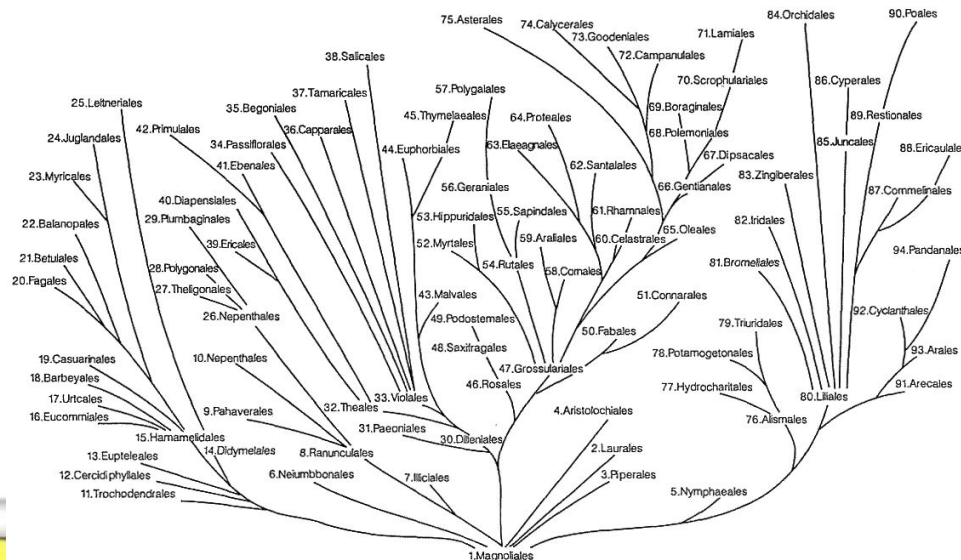 75.Asterales
74.Calycerales
73.Goodeniales
72.Campanulales
71.Lamiales
84.Orchidales
90.Poales
38.Salicales
37.Tamaricales
57.Polygalales
70.Scrophulariales
86.Cyperales
25.Leitneriales
35.Begoniales
45.Thymelaeales
64.Proteales
69.Boraginales
89.Restionales
42.Primulales
36.Capparales
68.Polemoniales
24.Juglandales
34.Passiflorales
44.Euphorbiales
63.Elaeagnales
85.Juncales
88.Ericaulales
41.Ebenales
62.Santalales
67.Dipsacales
23.Myricales
56.Geraniales
66.Gentianales
83.Zingiberales
87.Commelinales
40.Diapensiales
29.Plumbaginales
53.Hippuridales
55.Sapindales
61.Rhamnales
82.Iridales
22.Balanopales
39.Ericales
52.Myrtales
59.Araliales
60.Celastrales
65.Oleales
94.Pandanales
21.Betulales
28.Polygonales
54.Rutales
58.Cornales
81.Bromeliales
20.Fagales
27.Theligonales
43.Malvales
51.Connarales
26.Nepenthales
49.Podostemales
79.Triuridales
92.Cyclanthales
50.Fabales
19.Casuarinales
10.Nepenthales
48.Saxifragales
78.Potamogetonales
93.Arales
18.Barbeyales
47.Grossulariales
77.Hydrocharitales
91.Arecales
17.Urtcales
46.Rosales
33.Violales
80.Liliales
16.Eucommiales
9.Pahaverales
32.Theales
4.Aristolochiales
76.Alismales
31.Paeoniales
15.Hamamelidales
30.Dilleniales
14.Didymelales
8.Ranunculales
2.Laurales
13.Eupteleales
12.Cercidiphyllales
6.Neiumbbonales
7.Illiciales
3.Piperales
11.Trochodendrales
5.Nymphaeales
1.Magnoliales